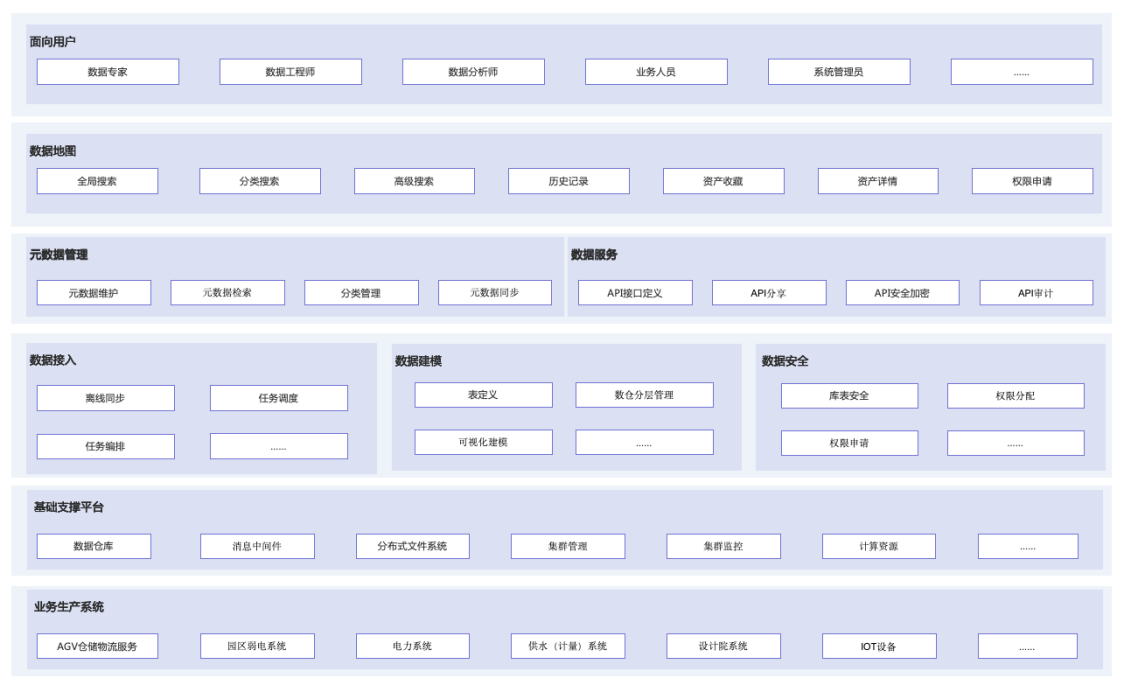 面向用户
数据专家 数据工程师 数据分析师 业务人员 系统管理员 ......
数据地图
全局搜索 分类搜索 高级搜索 历史记录 资产收藏 资产详情 权限申请
元数据管理 数据服务
元数据维护 元数据检索 分类管理 元数据同步 API接口定义 API分享 API安全加密 API审计
数据接入 数据建模 数据安全
离线同步 任务调度 表定义 数仓分层管理 库表安全 权限分配
任务编排 ...... 可视化建模 ...... 权限申请 ......
基础支撑平台
数据仓库 消息中间件 分布式文件系统 集群管理 集群监控 计算资源 ......
业务生产系统
AGV仓储物流服务 园区弱电系统 电力系统 供水（计量）系统 设计院系统 IOT设备 ......